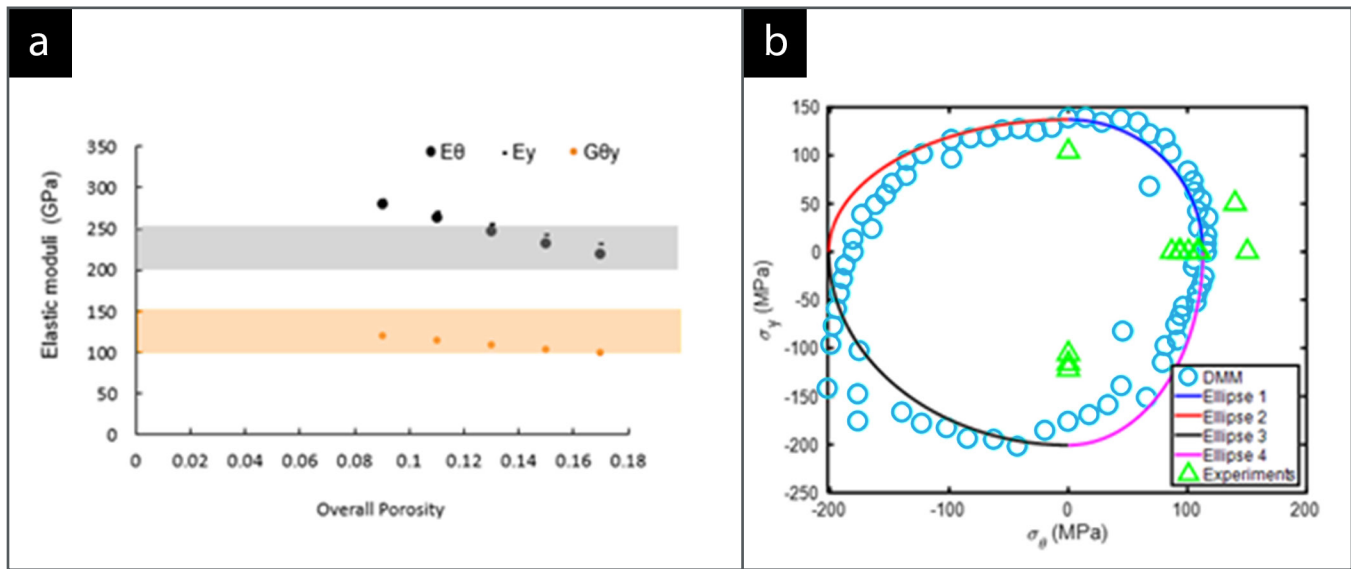 a
Eθ
Ey
Gθy
350
300
250
200
150
100
50
0
Elastic moduli (GPa)
0 0.02 0.04 0.06 0.08 0.1 0.12 0.14 0.16 0.18
Overall Porosity
b
150
100
50
0
-50
-100
-150
-200
-250
σy (MPa)
DMM
Ellipse 1
Ellipse 2
Ellipse 3
Ellipse 4
Experiments
-200 -100 0 100 200
σθ (MPa)